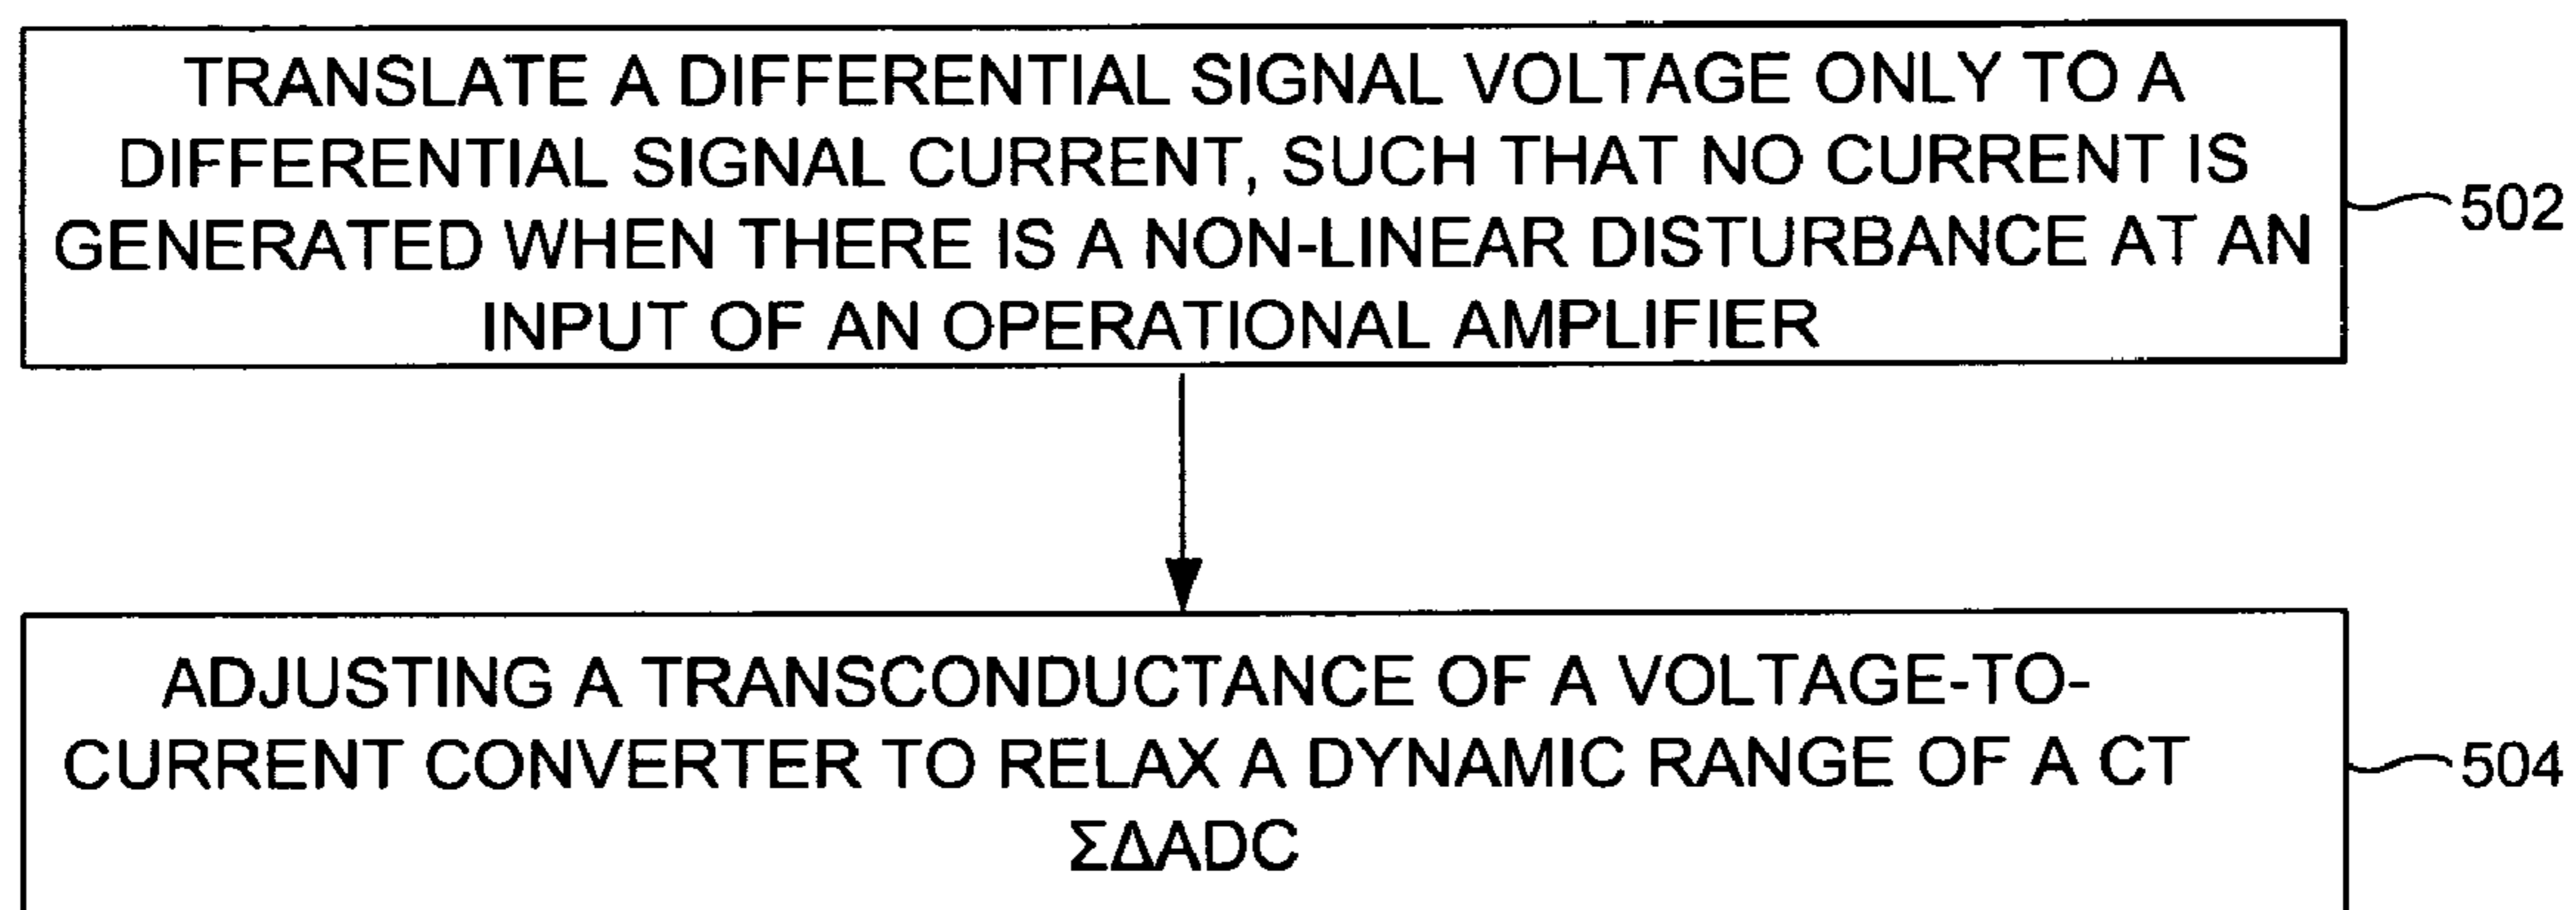 TRANSLATE A DIFFERENTIAL SIGNAL VOLTAGE ONLY TO A
DIFFERENTIAL SIGNAL CURRENT, SUCH THAT NO CURRENT IS
GENERATED WHEN THERE IS A NON-LINEAR DISTURBANCE AT AN
INPUT OF AN OPERATIONAL AMPLIFIER
502
ADJUSTING A TRANSCONDUCTANCE OF A VOLTAGE-TO-
CURRENT CONVERTER TO RELAX A DYNAMIC RANGE OF A CT
ΣΔADC
504